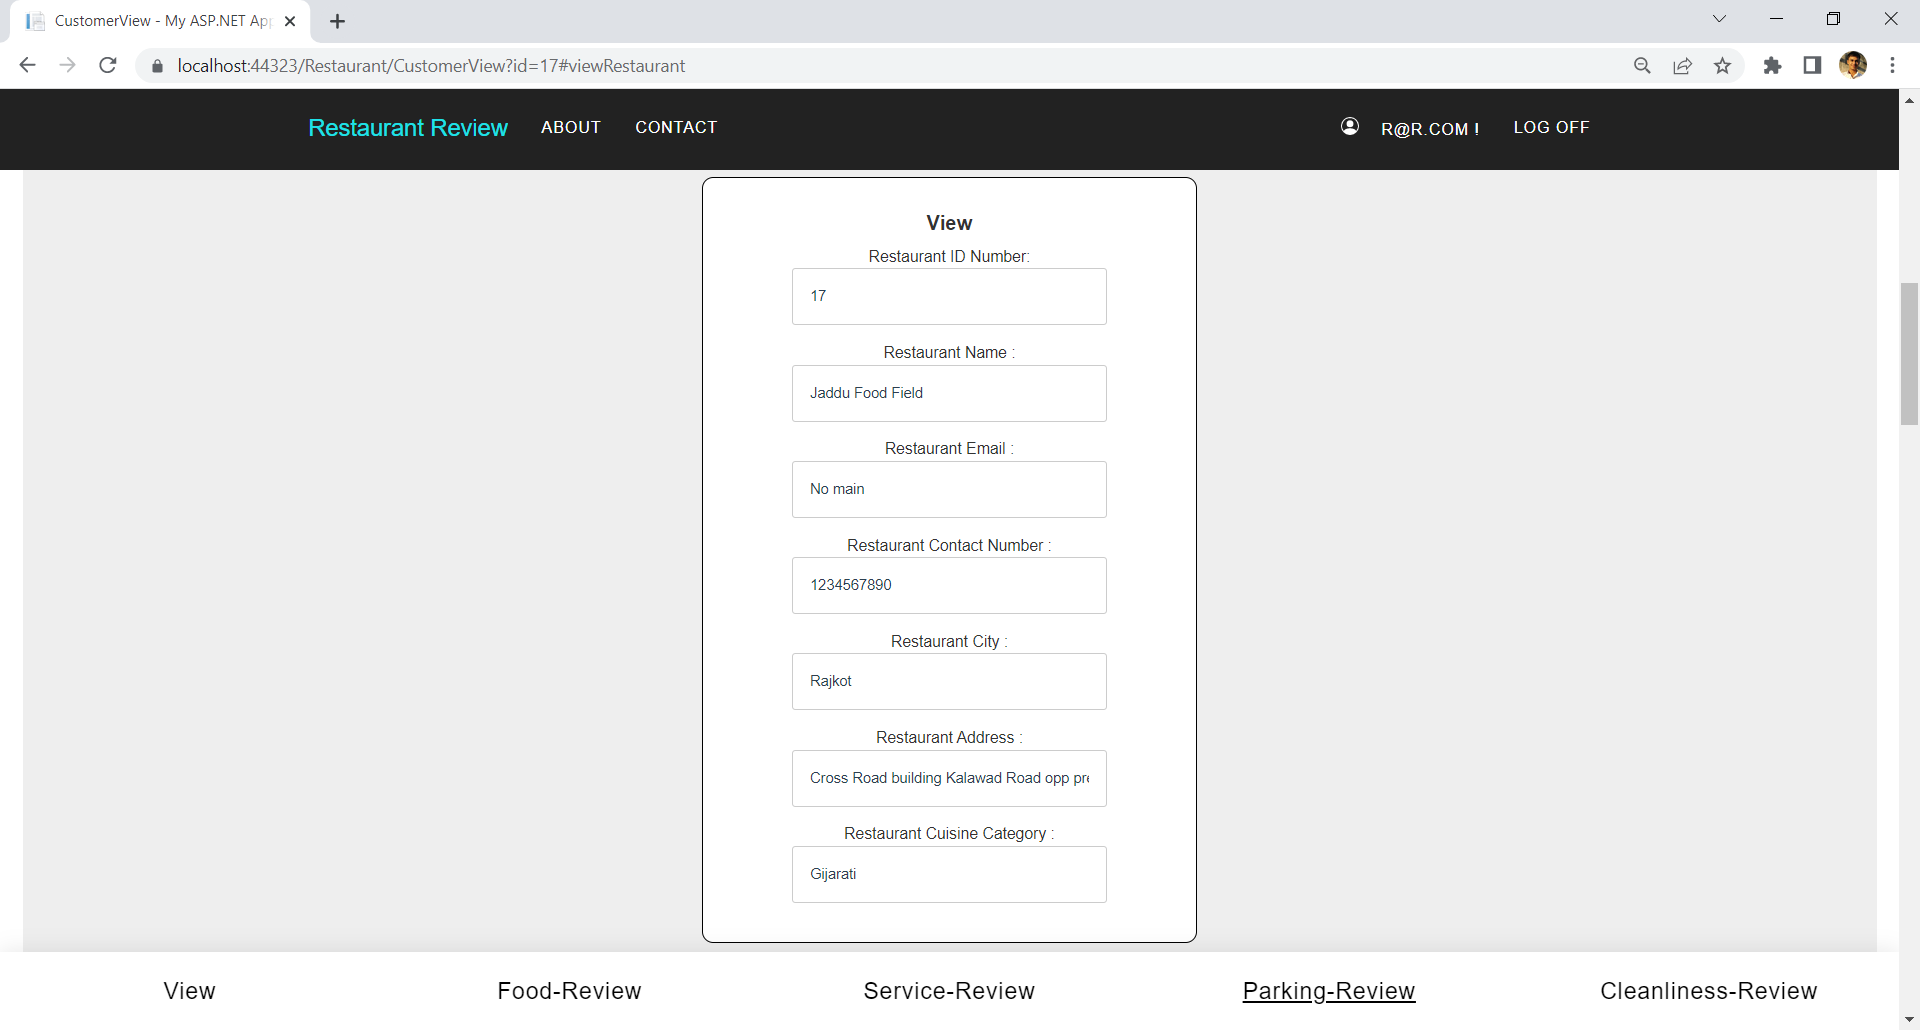 CustomerView - My ASP.NET App
localhost:44323/Restaurant/CustomerView?id=17#viewRestaurant
Restaurant Review ABOUT CONTACT R@R.COM ! LOG OFF
View
Restaurant ID Number:
17
Restaurant Name :
Jaddu Food Field
Restaurant Email :
No main
Restaurant Contact Number :
1234567890
Restaurant City :
Rajkot
Restaurant Address :
Cross Road building Kalawad Road opp
Restaurant Cuisine Category :
Gijarati
View Food-Review Service-Review Parking-Review Cleanliness-Review